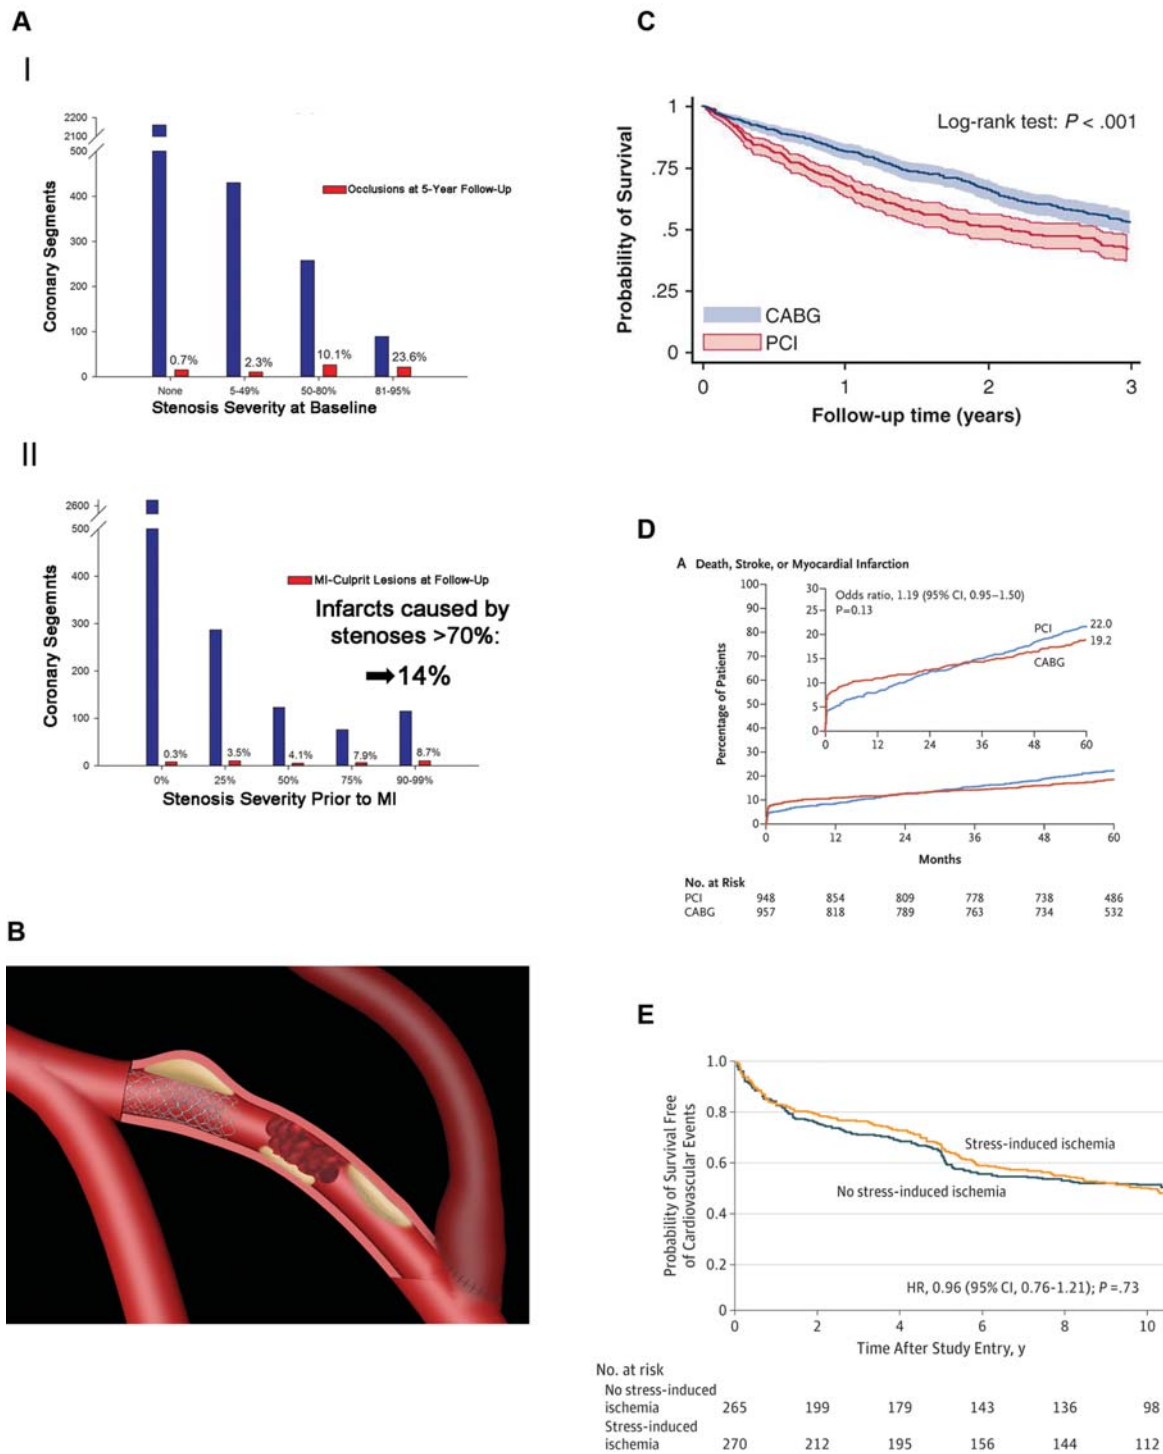 A
I
2200
2100
500
400
300
200
100
0
Coronary Segments
Occlusions at 5-Year Follow-Up
0.7%
2.3%
10.1%
23.6%
None
5-49%
50-80%
81-95%
Stenosis Severity at Baseline
II
2600
500
400
300
200
100
0
Coronary Segemnts
MI-Culprit Lesions at Follow-Up
Infarcts caused by
stenoses >70%:
14%
0.3%
3.5%
4.1%
7.9%
8.7%
0%
25%
50%
75%
90-99%
Stenosis Severity Prior to MI
B
C
1
.75
.5
.25
0
Probability of Survival
Log-rank test: P < .001
CABG
PCI
0
1
2
3
Follow-up time (years)
D
A Death, Stroke, or Myocardial Infarction
100
90
80
70
60
50
40
30
20
10
0
Percentage of Patients
30
25
20
15
10
5
0
Odds ratio, 1.19 (95% CI, 0.95–1.50)
P=0.13
PCI
22.0
19.2
CABG
0
12
24
36
48
60
0
12
24
36
48
60
Months
No. at Risk
PCI 948 854 809 778 738 486
CABG 957 818 789 763 734 532
E
1.0
0.8
0.6
0.4
0.2
0
Probability of Survival Free
of Cardiovascular Events
Stress-induced ischemia
No stress-induced ischemia
HR, 0.96 (95% CI, 0.76-1.21); P=.73
0
2
4
6
8
10
Time After Study Entry, y
No. at risk
No stress-induced
ischemia 265 199 179 143 136 98
Stress-induced
ischemia 270 212 195 156 144 112